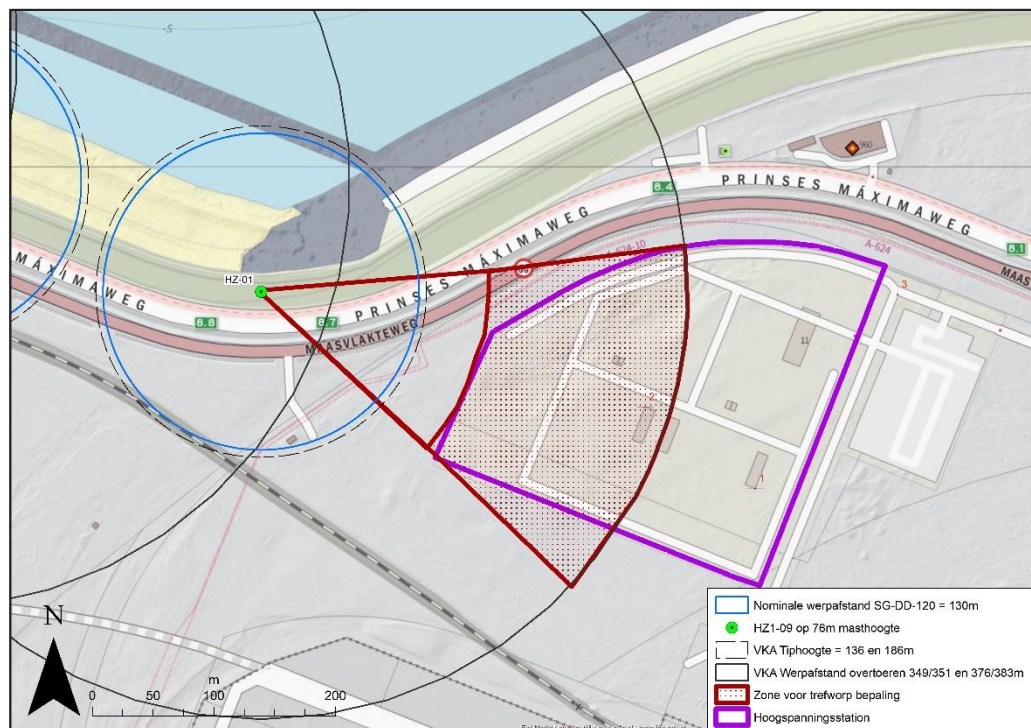 -5
960
PRINSES MÁXIMAWEG
8.4
A-624-10
A-624
8.1
MAAS
HZ-01
MÁXIMAWEG
PRINSES MÁXIMAWEG
8.8
8.7
MAASVLAKTEWEG
3
11
2
1
N
m
0 50 100 200
Nominale werpafstand SG-DD-120 = 130m
HZ1-09 op 76m masthoogte
VKA Tiphoogte = 136 en 186m
VKA Werpafstand overtoeren 349/351 en 376/383m
Zone voor trefworp bepaling
Hoogspanningsstation